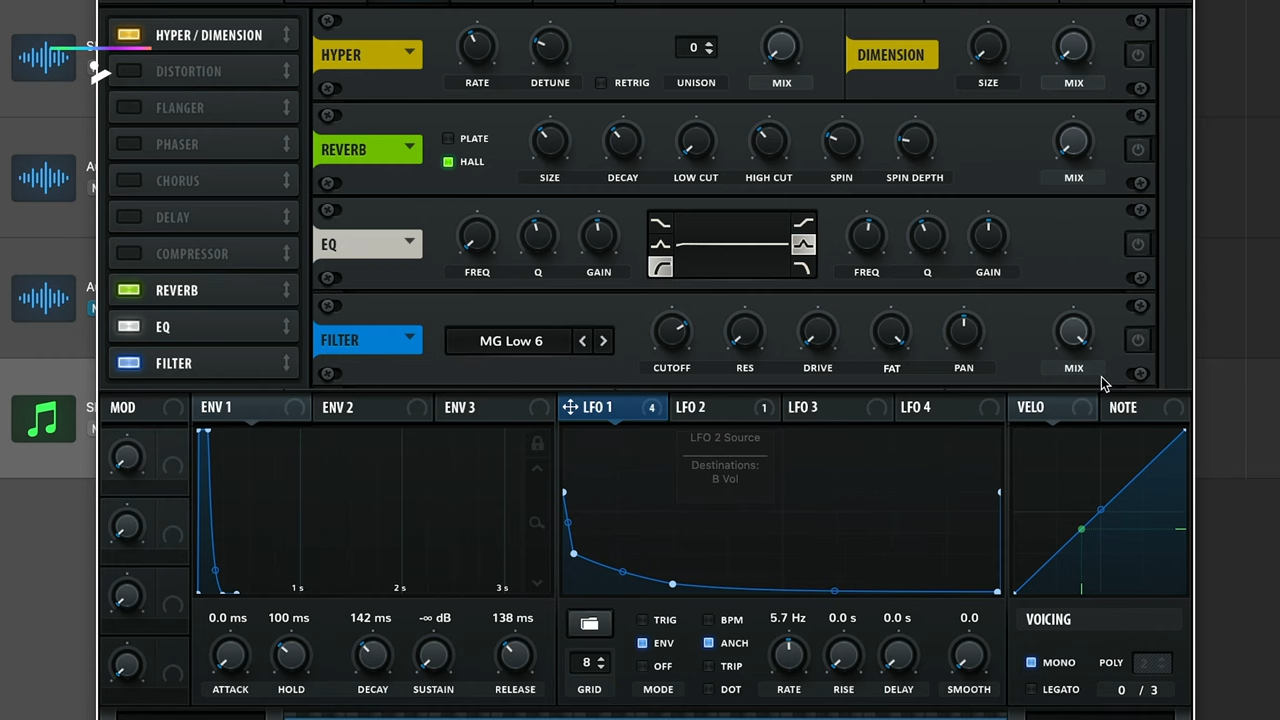 HYPER / DIMENSION
DISTORTION
FLANGER
PHASER
CHORUS
DELAY
COMPRESSOR
REVERB
EQ
FILTER
HYPER
RATE
DETUNE
RETRIG
0
UNISON
MIX
DIMENSION
SIZE
MIX
REVERB
PLATE
HALL
SIZE
DECAY
LOW CUT
HIGH CUT
SPIN
SPIN DEPTH
MIX
EQ
FREQ
Q
GAIN
FREQ
Q
GAIN
FILTER
MG Low 6
CUTOFF
RES
DRIVE
FAT
PAN
MIX
MOD
ENV 1
ENV 2
ENV 3
LFO 1
4
LFO 2
1
LFO 3
LFO 4
VELO
NOTE
LFO 2 Source
Destinations:
B Vol
1 s
2 s
3 s
0.0 ms
100 ms
142 ms
-∞ dB
138 ms
ATTACK
HOLD
DECAY
SUSTAIN
RELEASE
8
GRID
TRIG
ENV
OFF
MODE
BPM
ANCH
TRIP
DOT
5.7 Hz
0.0 s
0.0 s
0.0
RATE
RISE
DELAY
SMOOTH
VOICING
MONO
POLY
2
LEGATO
0 / 3